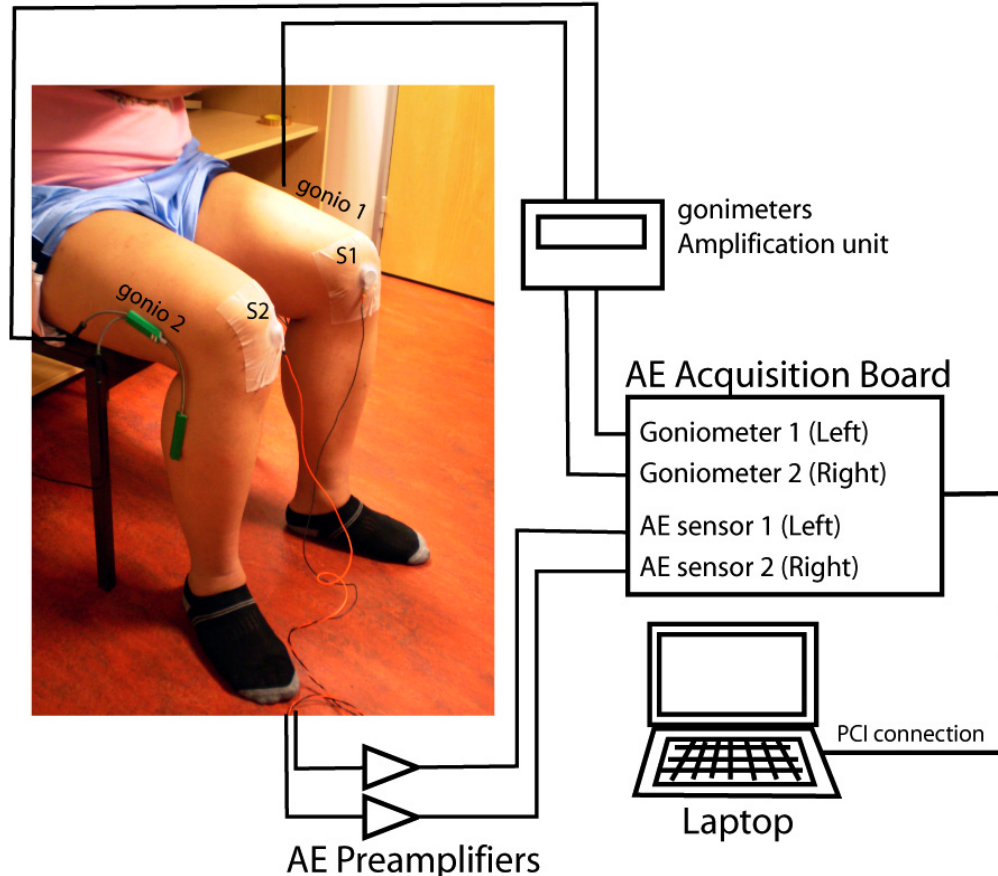 gonio 1
S1
S2
gonio 2
gonimeters
Amplification unit
AE Acquisition Board
Goniometer 1 (Left)
Goniometer 2 (Right)
AE sensor 1 (Left)
AE sensor 2 (Right)
PCI connection
Laptop
AE Preamplifiers